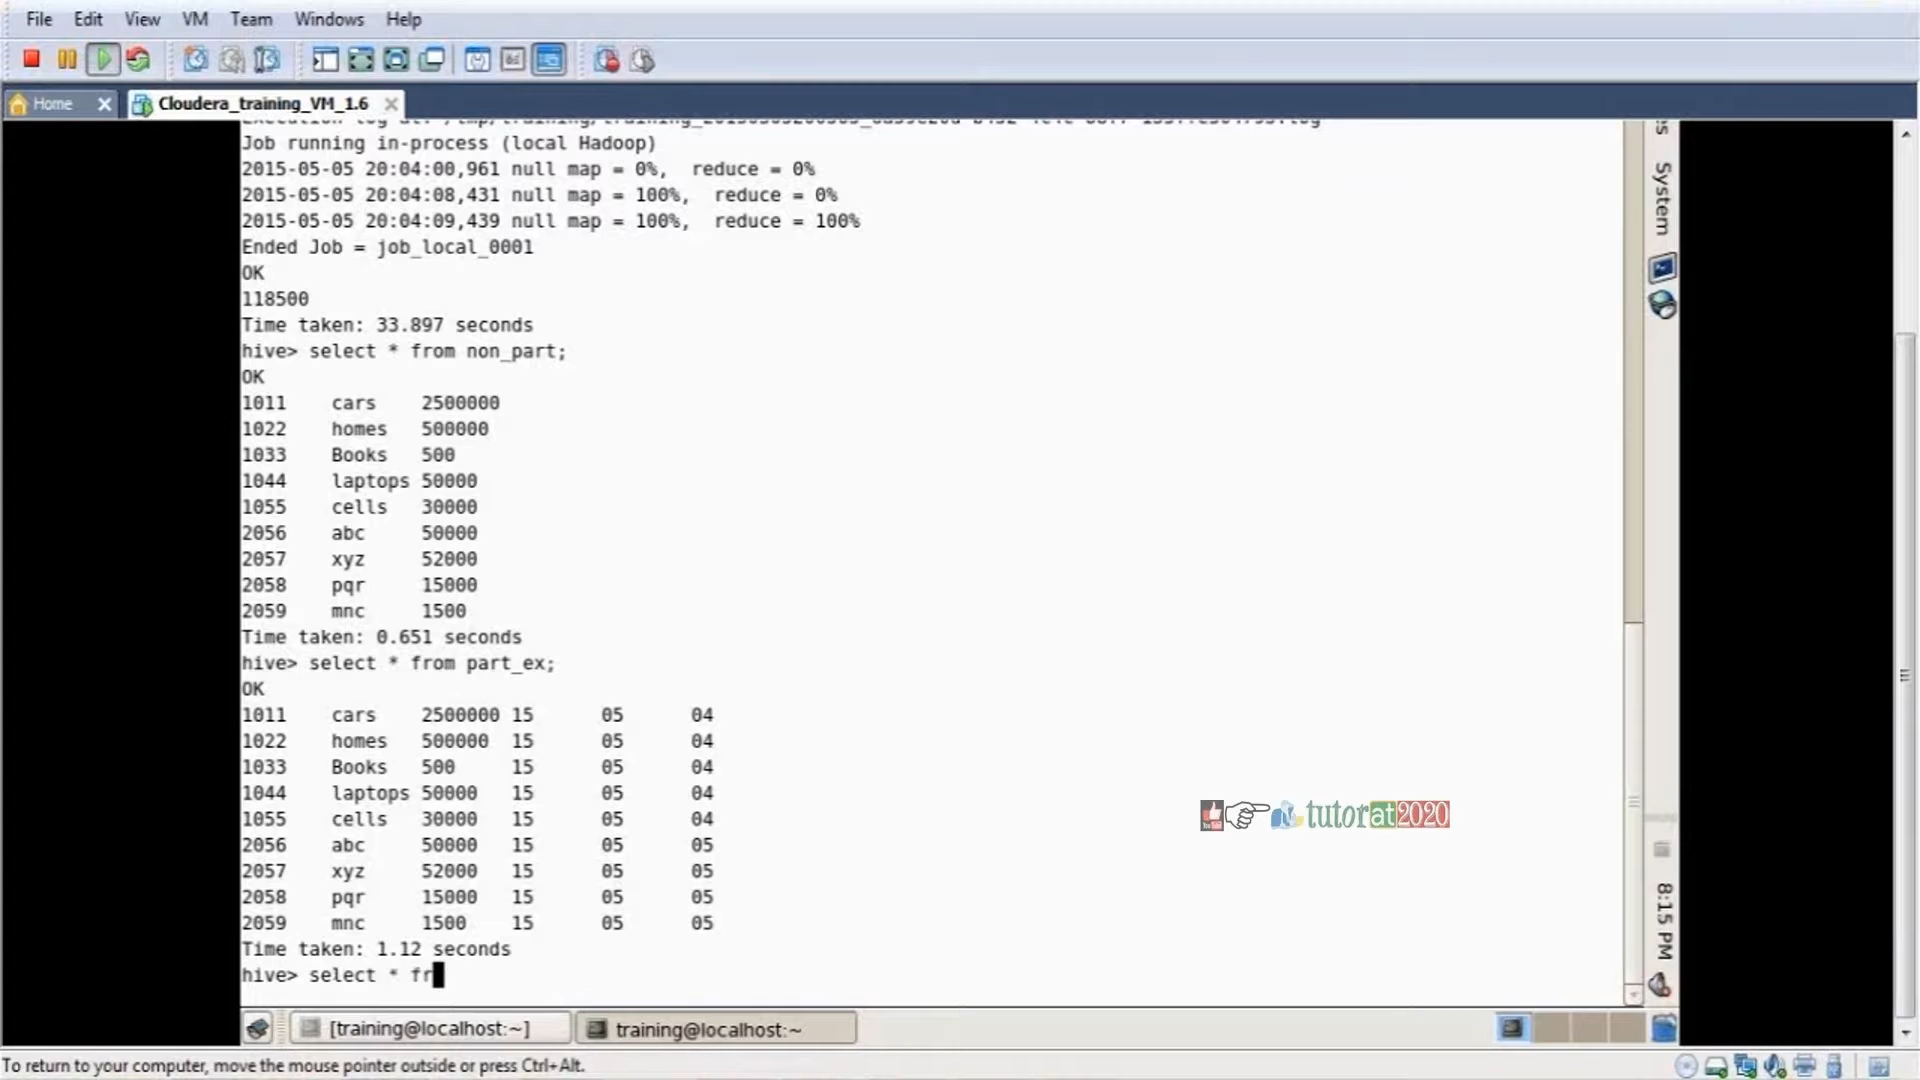 File Edit View VM Team Windows Help
Home Cloudera_training_VM_1.6
Job running in-process (local Hadoop)
2015-05-05 20:04:00,961 null map = 0%,  reduce = 0%
2015-05-05 20:04:08,431 null map = 100%,  reduce = 0%
2015-05-05 20:04:09,439 null map = 100%,  reduce = 100%
Ended Job = job_local_0001
OK
118500
Time taken: 33.897 seconds
hive> select * from non_part;
OK
1011 cars 2500000
1022 homes 500000
1033 Books 500
1044 laptops 50000
1055 cells 30000
2056 abc 50000
2057 xyz 52000
2058 pqr 15000
2059 mnc 1500
Time taken: 0.651 seconds
hive> select * from part_ex;
OK
1011 cars 2500000 15 05 04
1022 homes 500000 15 05 04
1033 Books 500 15 05 04
1044 laptops 50000 15 05 04
1055 cells 30000 15 05 04
2056 abc 50000 15 05 05
2057 xyz 52000 15 05 05
2058 pqr 15000 15 05 05
2059 mnc 1500 15 05 05
Time taken: 1.12 seconds
hive> select * fr
System
8:15 PM
tutorat2020
[training@localhost:~] training@localhost:~
To return to your computer, move the mouse pointer outside or press Ctrl+Alt.